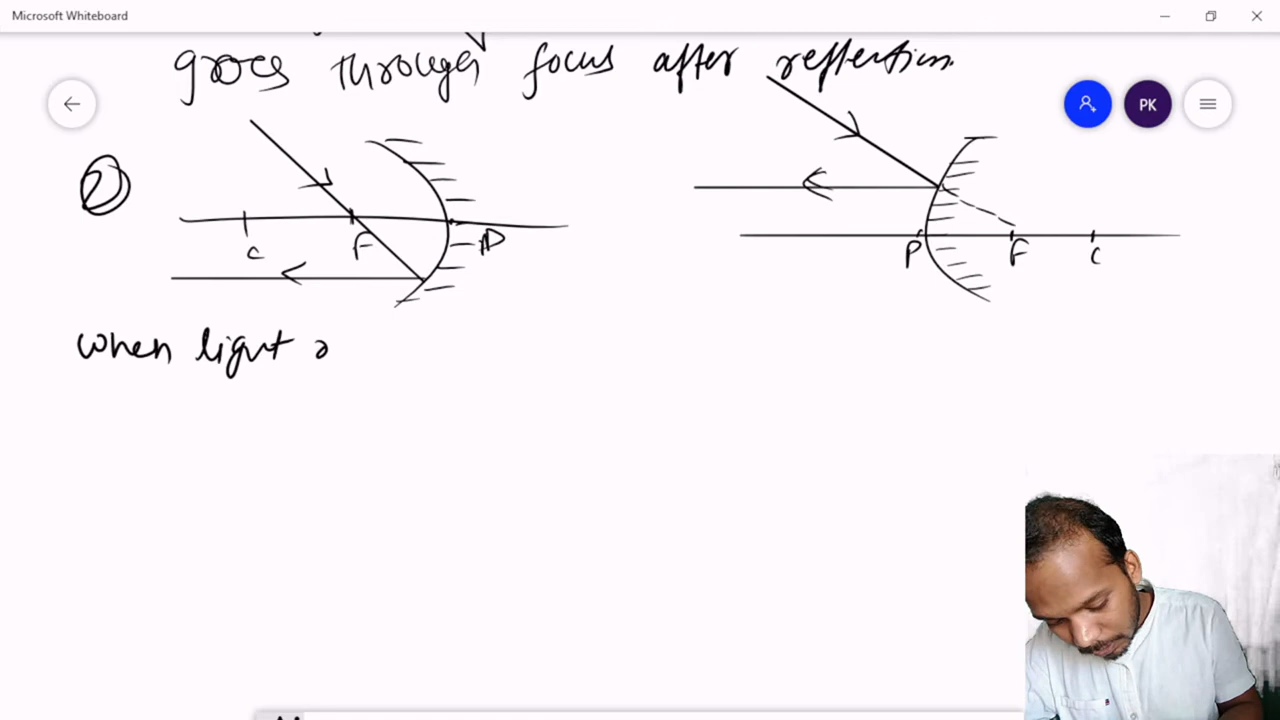 Microsoft Whiteboard
goes through focus after reflection.
PK
②
C F P
P F C
when light